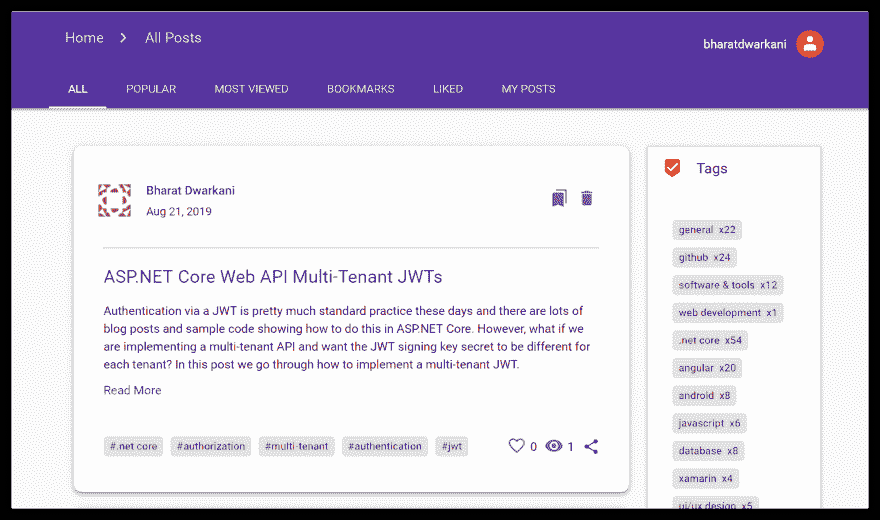 Home > All Posts
bharatdwarkani
ALL POPULAR MOST VIEWED BOOKMARKS LIKED MY POSTS
Bharat Dwarkani
Aug 21, 2019
ASP.NET Core Web API Multi-Tenant JWTs
Authentication via a JWT is pretty much standard practice these days and there are lots of
blog posts and sample code showing how to do this in ASP.NET Core. However, what if we
are implementing a multi-tenant API and want the JWT signing key secret to be different for
each tenant? In this post we go through how to implement a multi-tenant JWT.
Read More
#.net core #authorization #multi-tenant #authentication #jwt 0 1
Tags
general x22
github x24
software & tools x12
web development x1
.net core x54
angular x20
android x8
javascript x6
database x8
xamarin x4
ui/ux design x5